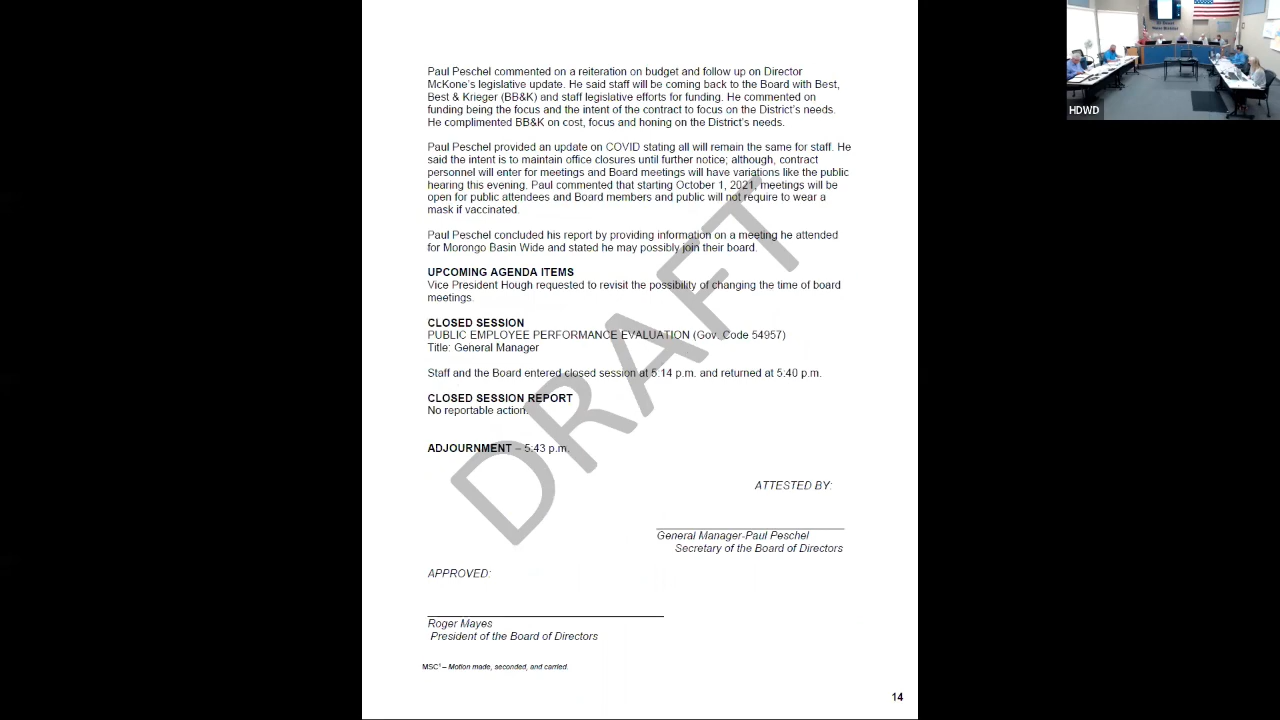 Paul Peschel commented on a reiteration on budget and follow up on Director
McKone's legislative update. He said staff will be coming back to the Board with Best,
Best & Krieger (BB&K) and staff legislative efforts for funding. He commented on
funding being the focus and the intent of the contract to focus on the District's needs.
He complimented BB&K on cost, focus and honing on the District's needs.
Paul Peschel provided an update on COVID stating all will remain the same for staff. He
said the intent is to maintain office closures until further notice; although, contract
personnel will enter for meetings and Board meetings will have variations like the public
hearing this evening. Paul commented that starting October 1, 2021, meetings will be
open for public attendees and Board members and public will not require to wear a
mask if vaccinated.
Paul Peschel concluded his report by providing information on a meeting he attended
for Morongo Basin Wide and stated he may possibly join their board.
UPCOMING AGENDA ITEMS
Vice President Hough requested to revisit the possibility of changing the time of board
meetings.
CLOSED SESSION
PUBLIC EMPLOYEE PERFORMANCE EVALUATION (Gov. Code 54957)
Title: General Manager
Staff and the Board entered closed session at 5:14 p.m. and returned at 5:40 p.m.
CLOSED SESSION REPORT
No reportable action.
ADJOURNMENT – 5:43 p.m.
DRAFT
ATTESTED BY:
General Manager-Paul Peschel
Secretary of the Board of Directors
APPROVED:
Roger Mayes
President of the Board of Directors
MSC¹ – Motion made, seconded, and carried.
14
HDWD